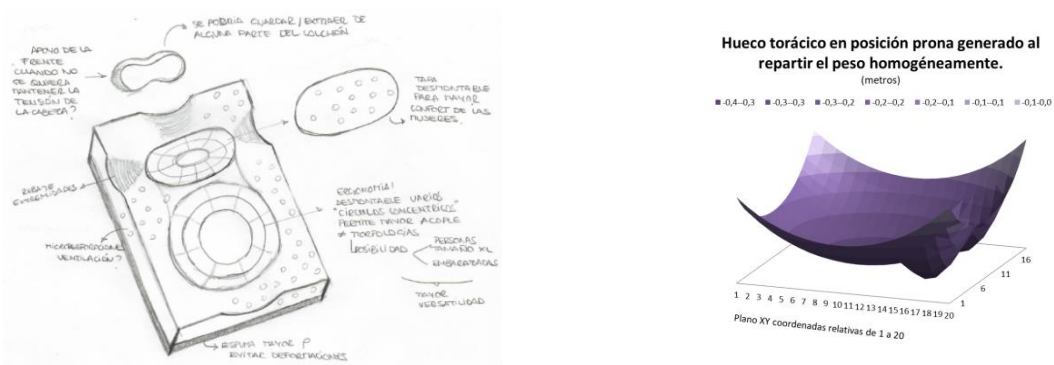 SE PODRÍA GUARDAR/EXTRAER DE
ALGUNA PARTE DEL COLCHÓN
APOYO DE LA
FRENTE
CUANDO NO
SE QUIERA
MANTENER LA
TENSIÓN DE
LA CABEZA?
TAPA
DESMONTABLE
PARA MAYOR
CONFORT DE LAS
MUJERES.
REBAJE
EXTREMIDADES
MICROPERFORACIONES
VENTILACIÓN?
ERGONOMÍA!
DESMONTABLE VARIOS
"CÍRCULOS CONCENTRICOS"
PERMITE MAYOR ACOPLE
≠ MORFOLOGÍAS
POSIBILIDAD
PERSONAS
TAMAÑO XL
EMBARAZADAS
MAYOR
VERSATILIDAD
ESPUMA MAYOR ρ
EVITAR DEFORMACIONES
Hueco torácico en posición prona generado al
repartir el peso homogéneamente.
(metros)
-0,4--0,3 -0,3--0,3 -0,3--0,2 -0,2--0,2 -0,2--0,1 -0,1--0,1 -0,1-0,0
16
11
6
1
1 2 3 4 5 6 7 8 9 10 11 12 13 14 15 16 17 18 19 20
Plano XY coordenadas relativas de 1 a 20